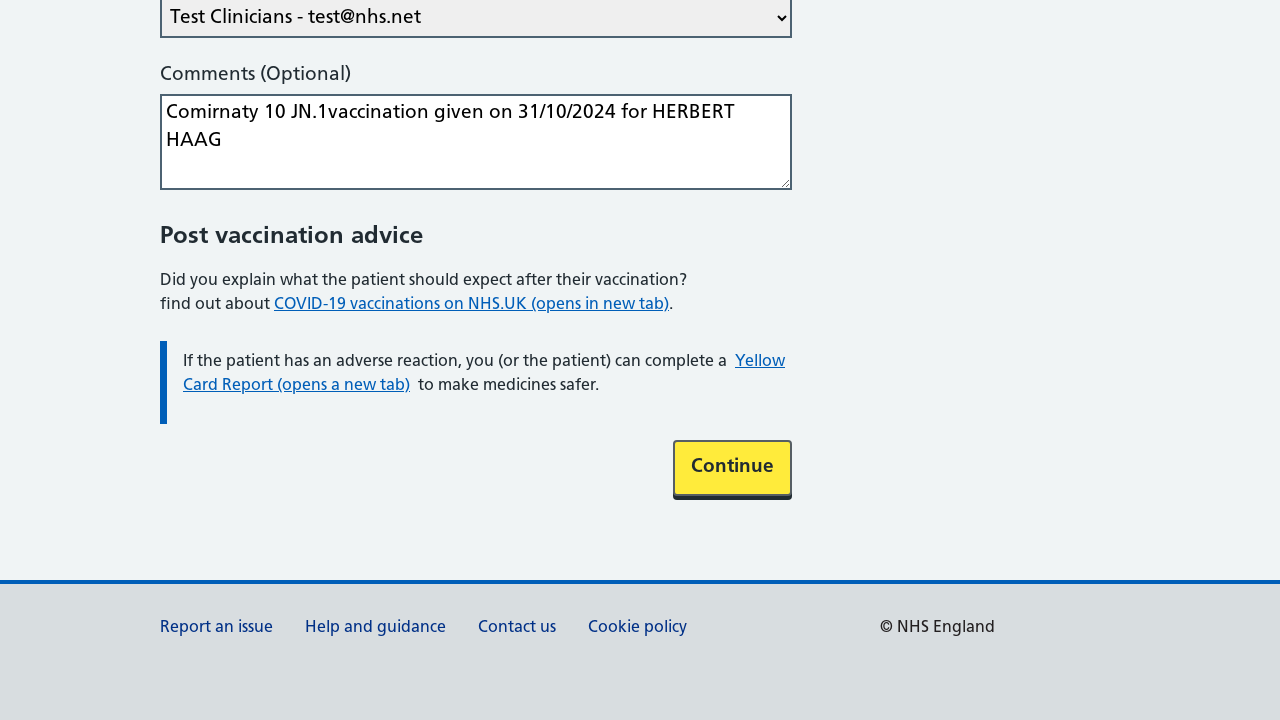 Test Clinicians - test@nhs.net
Comments (Optional)
Comirnaty 10 JN.1vaccination given on 31/10/2024 for HERBERT
HAAG
Post vaccination advice
Did you explain what the patient should expect after their vaccination?
find out about COVID-19 vaccinations on NHS.UK (opens in new tab).
If the patient has an adverse reaction, you (or the patient) can complete a Yellow
Card Report (opens a new tab) to make medicines safer.
Continue
Report an issue Help and guidance Contact us Cookie policy © NHS England